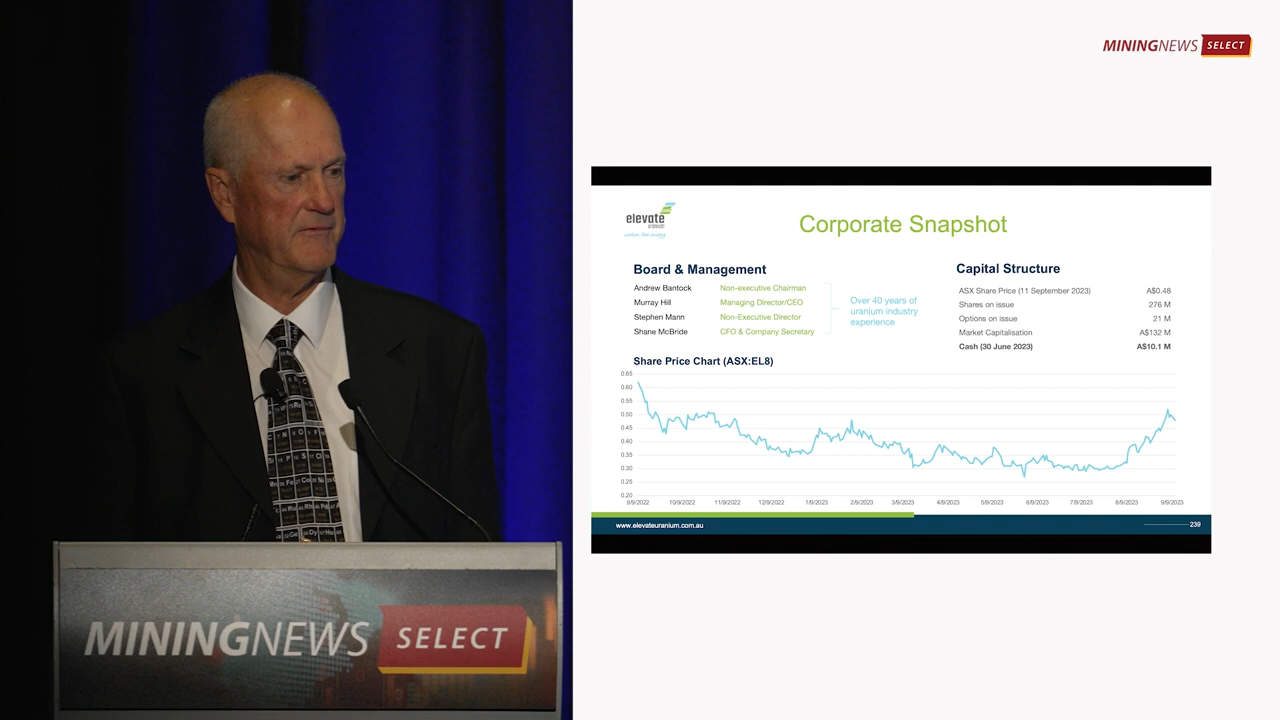 MININGNEWS SELECT
elevate
uranium
Corporate Snapshot
Board & Management
Andrew Bantock Non-executive Chairman
Murray Hill Managing Director/CEO
Stephen Mann Non-Executive Director
Shane McBride CFO & Company Secretary
Over 40 years of
uranium industry
experience
Capital Structure
ASX Share Price (11 September 2023) A$0.48
Shares on issue 276 M
Options on issue 21 M
Market Capitalisation A$132 M
Cash (30 June 2023) A$10.1 M
Share Price Chart (ASX:EL8)
0.65
0.60
0.55
0.50
0.45
0.40
0.35
0.30
0.25
0.20
9/9/2022 10/9/2022 11/9/2022 12/9/2022 1/9/2023 2/9/2023 3/9/2023 4/9/2023 5/9/2023 6/9/2023 7/9/2023 8/9/2023 9/9/2023
www.elevateuranium.com.au 239
MININGNEWS SELECT